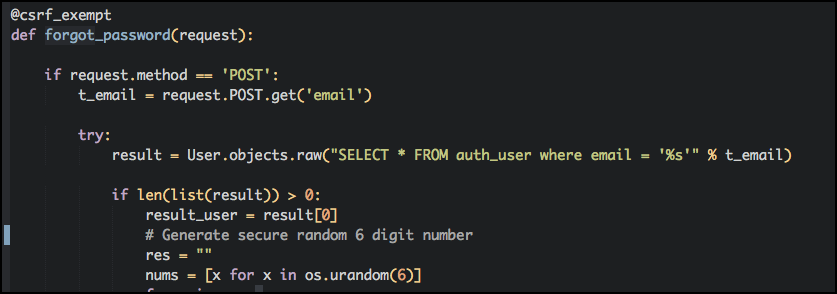 @csrf_exempt
def forgot_password(request):
if request.method == 'POST':
t_email = request.POST.get('email')
try:
result = User.objects.raw("SELECT * FROM auth_user where email = '%s'" % t_email)
if len(list(result)) > 0:
result_user = result[0]
# Generate secure random 6 digit number
res = ""
nums = [x for x in os.urandom(6)]